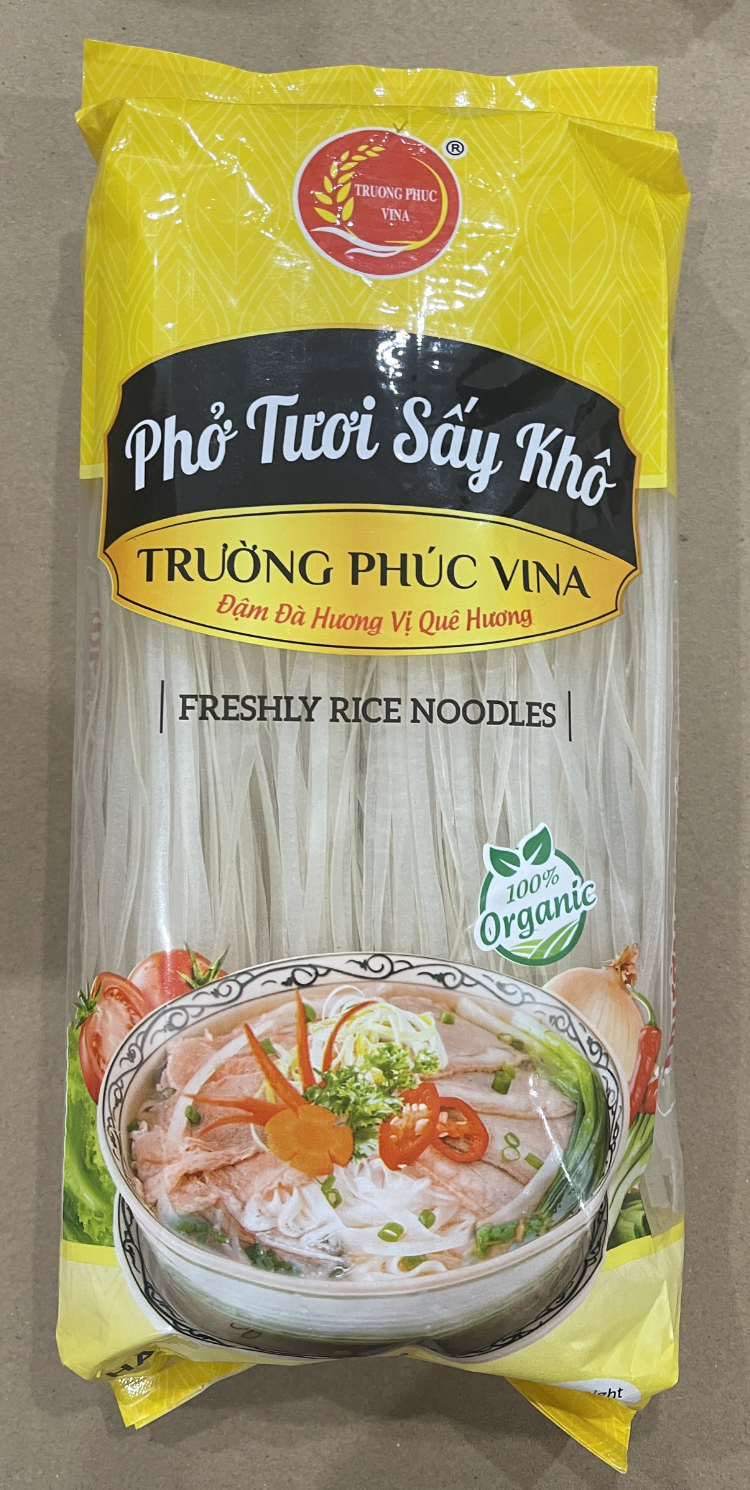 ®
TRUONG PHUC
VINA
Phở Tươi Sấy Khô
TRƯỜNG PHÚC VINA
Đậm Đà Hương Vị Quê Hương
FRESHLY RICE NOODLES
100%
Organic